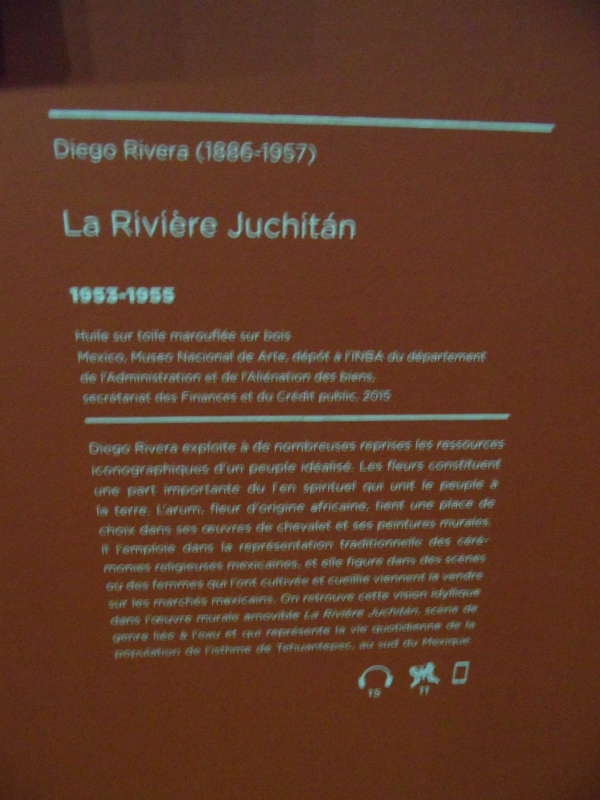 Diego Rivera (1886-1957)
La Rivière Juchitán
1953-1955
Huile sur toile marouflée sur bois
Mexico, Museo Nacional de Arte, dépôt à l'INBA du département
de l'Administration et de l'Aliénation des biens,
secrétariat des Finances et du Crédit public, 2015
Diego Rivera exploite à de nombreuses reprises les ressources
iconographiques d'un peuple idéalisé. Les fleurs constituent
une part importante du lien spirituel qui unit le peuple à
la terre. L'arum, fleur d'origine africaine, tient une place de
choix dans ses œuvres de chevalet et ses peintures murales.
Il l'emploie dans la représentation traditionnelle des céré-
monies religieuses mexicaines, et elle figure dans des scènes
où des femmes qui l'ont cultivée et cueillie viennent la vendre
sur les marchés mexicains. On retrouve cette vision idyllique
dans l'œuvre murale amovible La Rivière Juchitán, scène de
genre liée à l'eau et qui représente la vie quotidienne de la
population de l'isthme de Tehuantepec, au sud du Mexique.
19 11